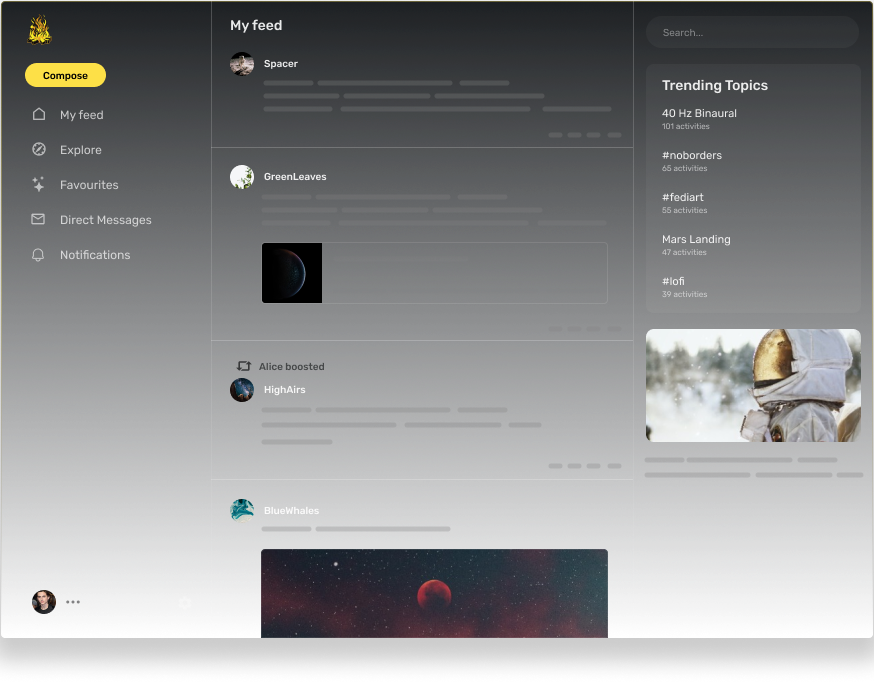 Compose
My feed
Explore
Favourites
Direct Messages
Notifications
My feed
Spacer
GreenLeaves
Alice boosted
HighAirs
BlueWhales
Search...
Trending Topics
40 Hz Binaural
101 activities
#noborders
65 activities
#fediart
55 activities
Mars Landing
47 activities
#lofi
39 activities